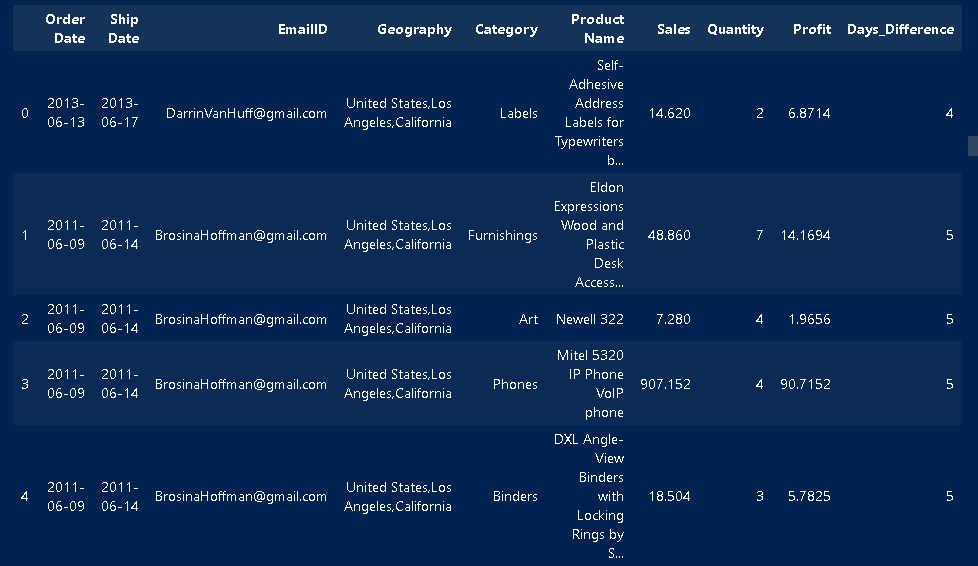 Order Date Ship Date EmailID Geography Category Product Name Sales Quantity Profit Days_Difference
0 2013-06-13 2013-06-17 DarrinVanHuff@gmail.com United States,Los Angeles,California Labels Self-Adhesive Address Labels for Typewriters b... 14.620 2 6.8714 4
1 2011-06-09 2011-06-14 BrosinaHoffman@gmail.com United States,Los Angeles,California Furnishings Eldon Expressions Wood and Plastic Desk Access... 48.860 7 14.1694 5
2 2011-06-09 2011-06-14 BrosinaHoffman@gmail.com United States,Los Angeles,California Art Newell 322 7.280 4 1.9656 5
3 2011-06-09 2011-06-14 BrosinaHoffman@gmail.com United States,Los Angeles,California Phones Mitel 5320 IP Phone VoIP phone 907.152 4 90.7152 5
4 2011-06-09 2011-06-14 BrosinaHoffman@gmail.com United States,Los Angeles,California Binders DXL Angle-View Binders with Locking Rings by S... 18.504 3 5.7825 5